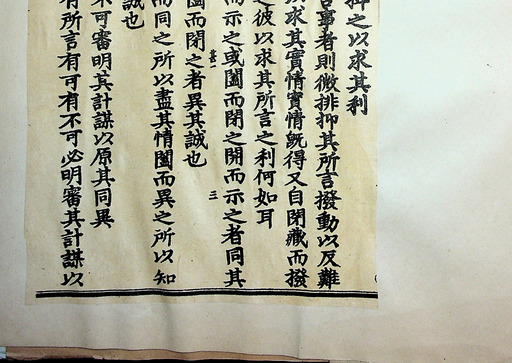 抑之以求其利
言事者則微排抑其所言撥動以反難
以求其實情實情既得又自閉藏而撥
之彼以求其所言之利何如耳
而示之或闔而閉之開而示之者同其
三
闔而閉之者異其誠也
而同之所以盡其情闔而異之所以知
誠也
不可審明其計謀以原其同異
有所言有可有不可必明審其計謀以